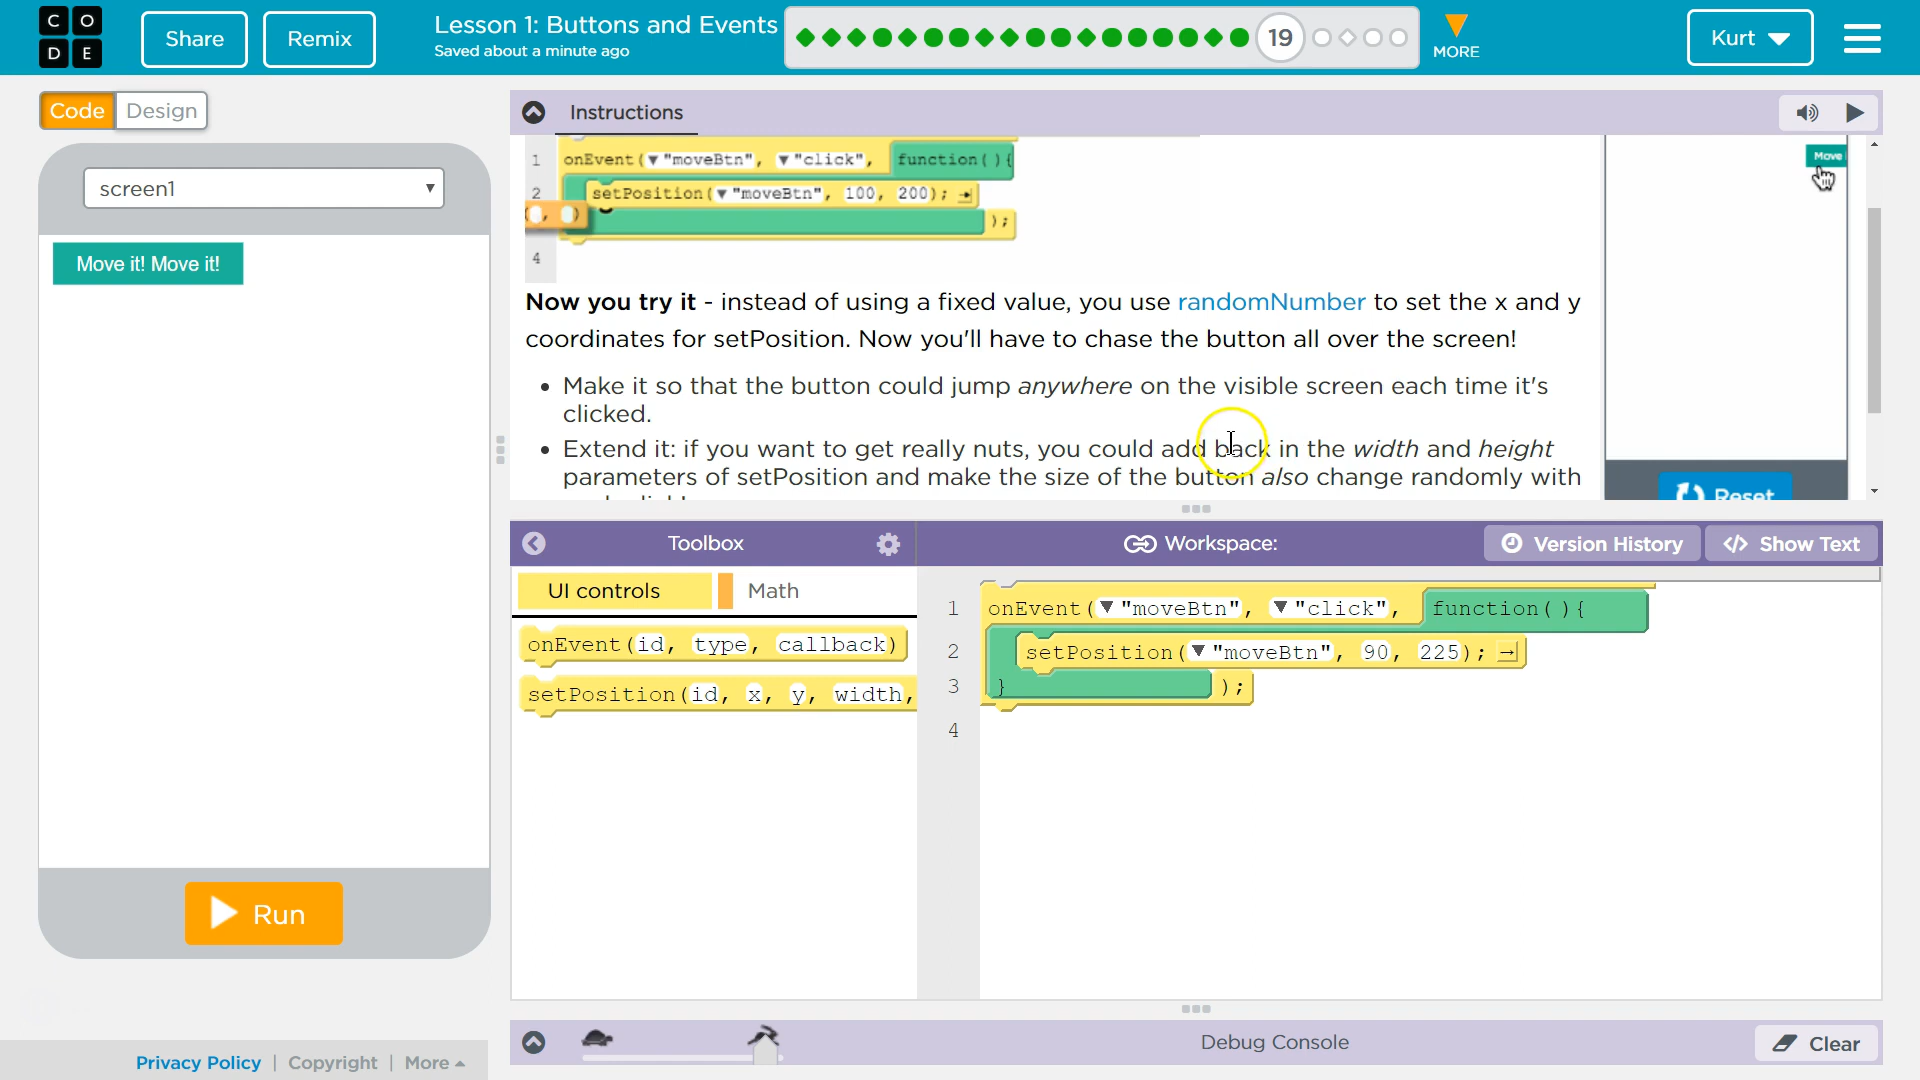 C O
D E
Share
Remix
Lesson 1: Buttons and Events
Saved about a minute ago
19
MORE
Kurt
Code
Design
screen1
Move it! Move it!
Run
Privacy Policy | Copyright | More
Instructions
1 onEvent( "moveBtn", "click", function( ){
2 setPosition( "moveBtn", 100, 200);
, )
);
4
Move
Reset
Now you try it - instead of using a fixed value, you use randomNumber to set the x and y
coordinates for setPosition. Now you'll have to chase the button all over the screen!
Make it so that the button could jump anywhere on the visible screen each time it's
clicked.
Extend it: if you want to get really nuts, you could add back in the width and height
parameters of setPosition and make the size of the button also change randomly with
Toolbox
Workspace:
Version History
Show Text
UI controls
Math
onEvent(id, type, callback)
setPosition(id, x, y, width,
1 onEvent( "moveBtn", "click", function( ){
2 setPosition( "moveBtn", 90, 225);
3 } );
4
Debug Console
Clear